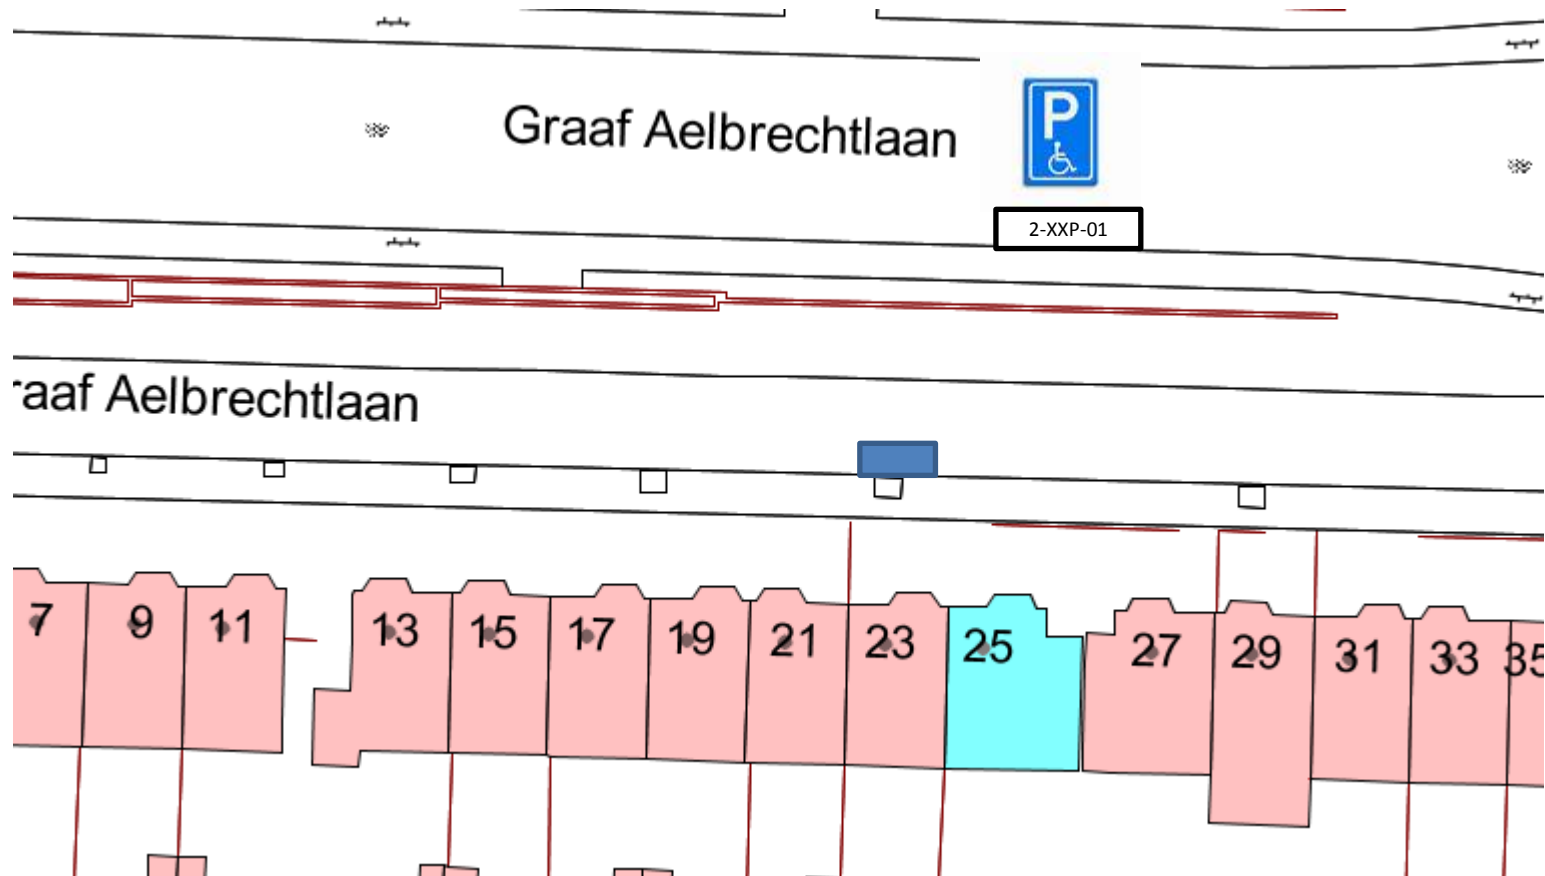 Graaf Aelbrechtlaan
P
2-XXP-01
raaf Aelbrechtlaan
7 9 11 13 15 17 19 21 23 25 27 29 31 33 35